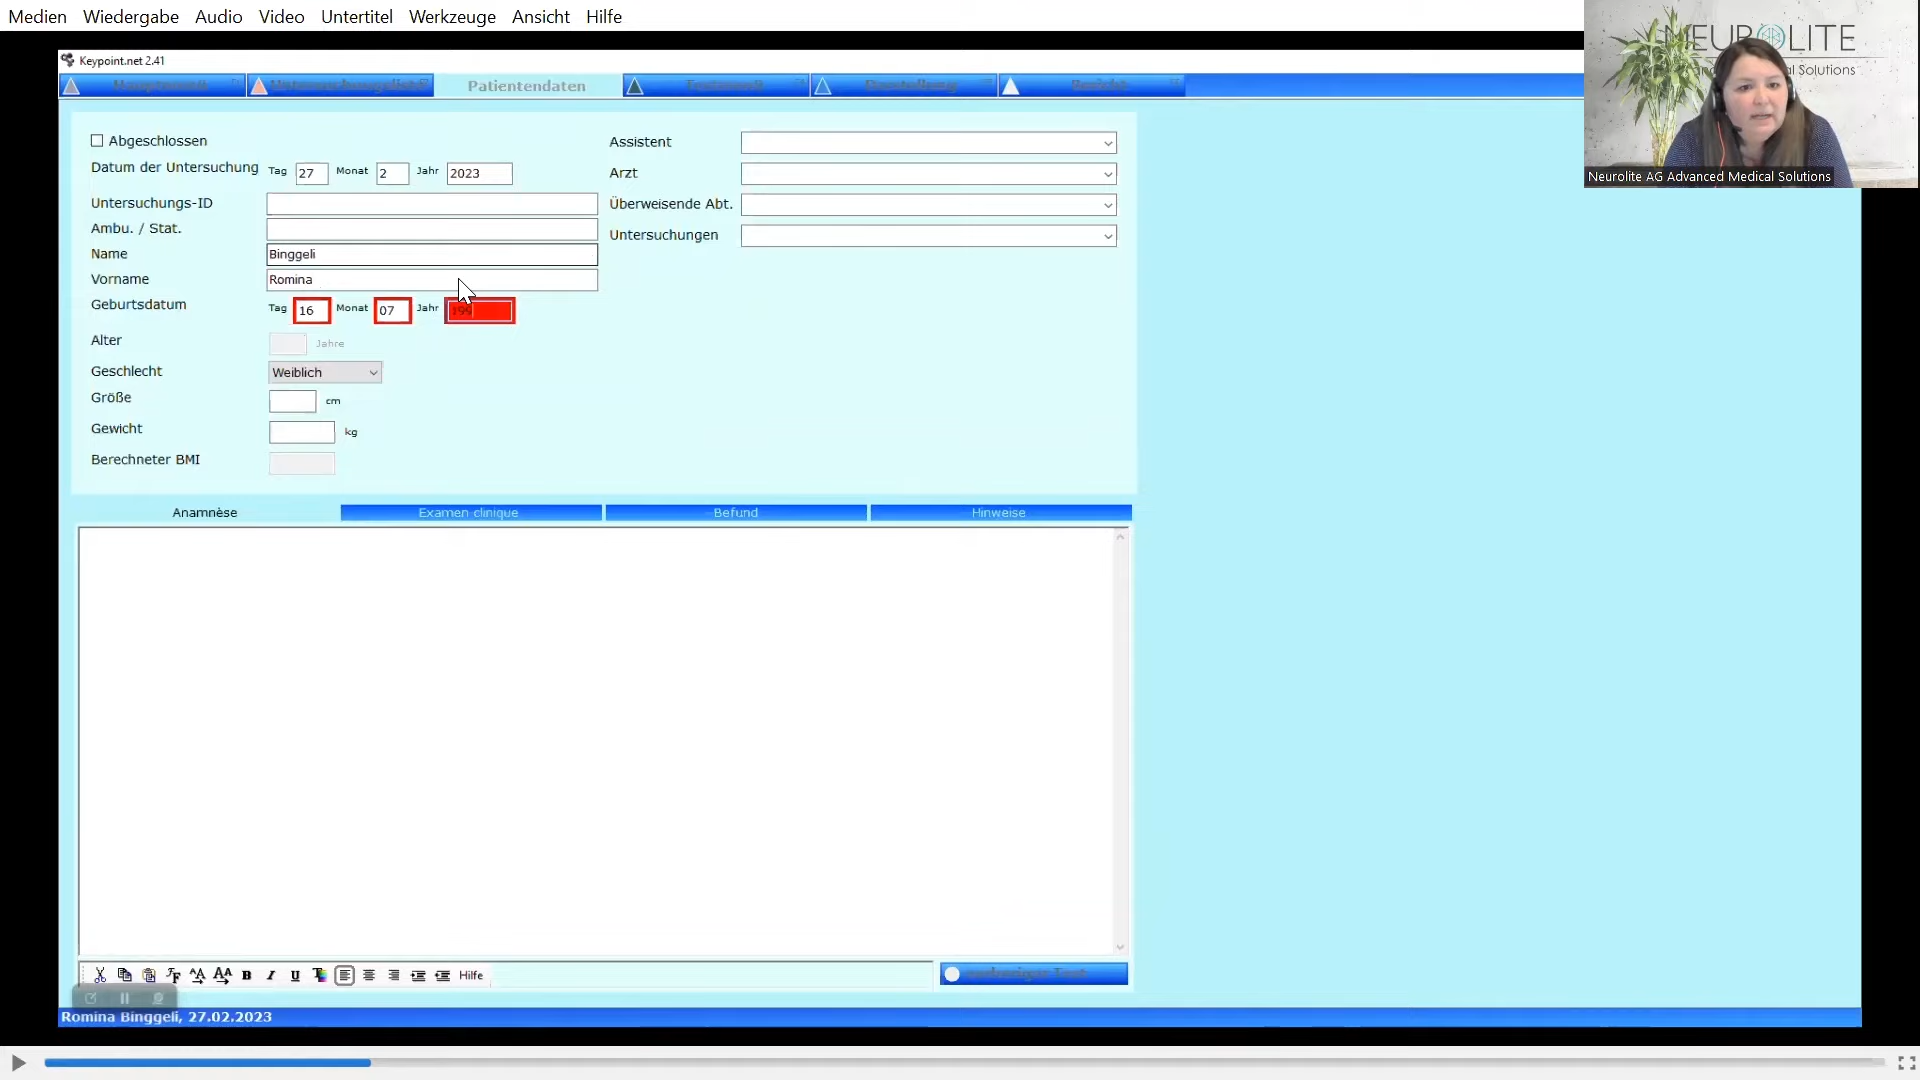 Medien Wiedergabe Audio Video Untertitel Werkzeuge Ansicht Hilfe
NEUROLITE
Solutions
Neurolite AG Advanced Medical Solutions
Keypoint.net 2.41
Patientendaten
Abgeschlossen
Datum der Untersuchung Tag 27 Monat 2 Jahr 2023
Untersuchungs-ID
Ambu. / Stat.
Name Binggeli
Vorname Romina
Geburtsdatum Tag 16 Monat 07 Jahr 199
Alter Jahre
Geschlecht Weiblich
Größe cm
Gewicht kg
Berechneter BMI
Assistent
Arzt
Überweisende Abt.
Untersuchungen
Anamnèse Examen clinique Befund Hinweise
Hilfe
Romina Binggeli, 27.02.2023